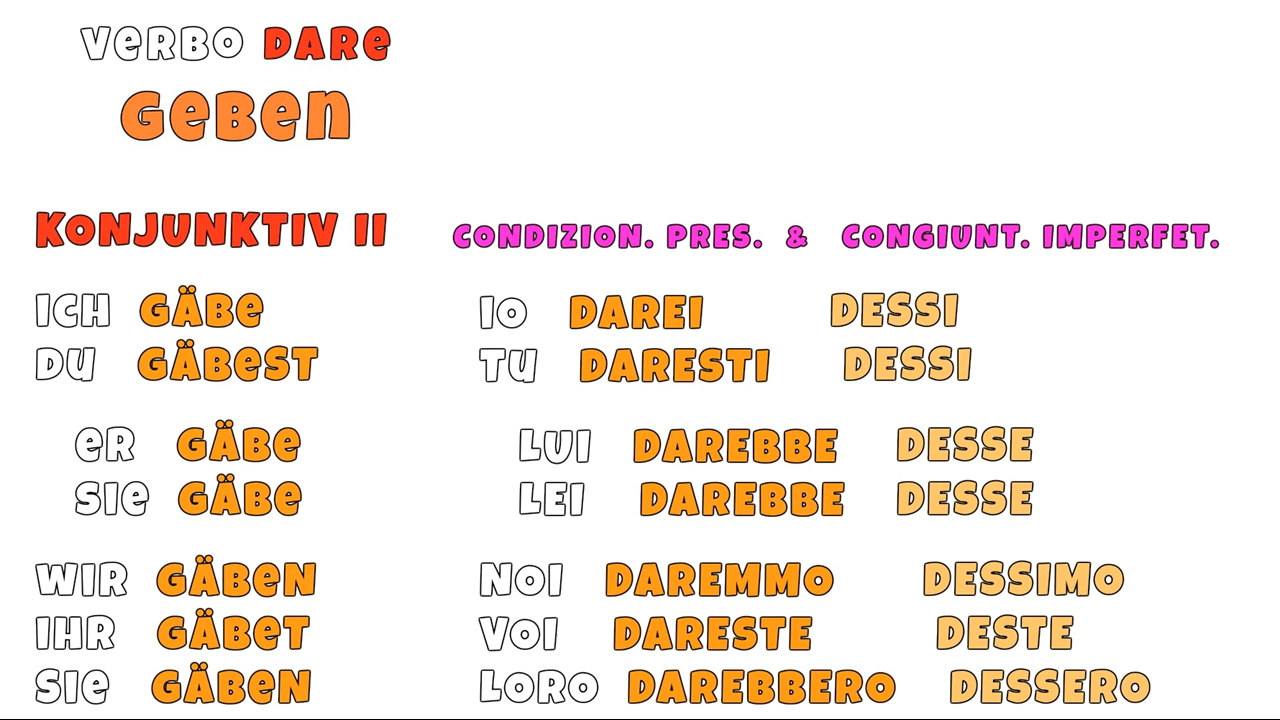 VERBO DARE
GEBEN
KONJUNKTIV II CONDIZION. PRES. & CONGIUNT. IMPERFET.
ICH GÄBE IO DAREI DESSI
DU GÄBEST TU DARESTI DESSI
ER GÄBE LUI DAREBBE DESSE
SIE GÄBE LEI DAREBBE DESSE
WIR GÄBEN NOI DAREMMO DESSIMO
IHR GÄBET VOI DARESTE DESTE
SIE GÄBEN LORO DAREBBERO DESSERO